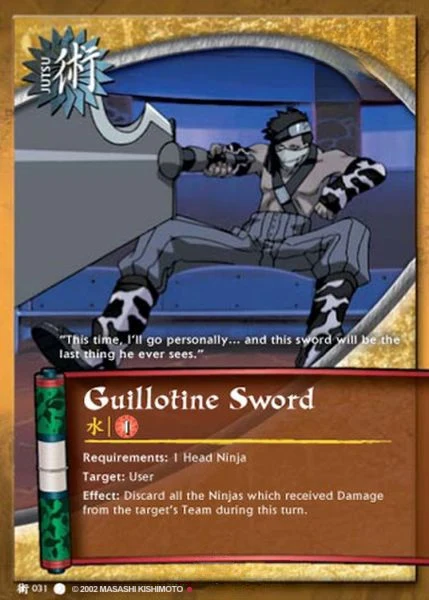 JUTSU 術
"This time, I'll go personally... and this sword will be the
last thing he ever sees."
Guillotine Sword
水 | 1
Requirements: 1 Head Ninja
Target: User
Effect: Discard all the Ninjas which received Damage
from the target's Team during this turn.
術 031 © 2002 MASASHI KISHIMOTO